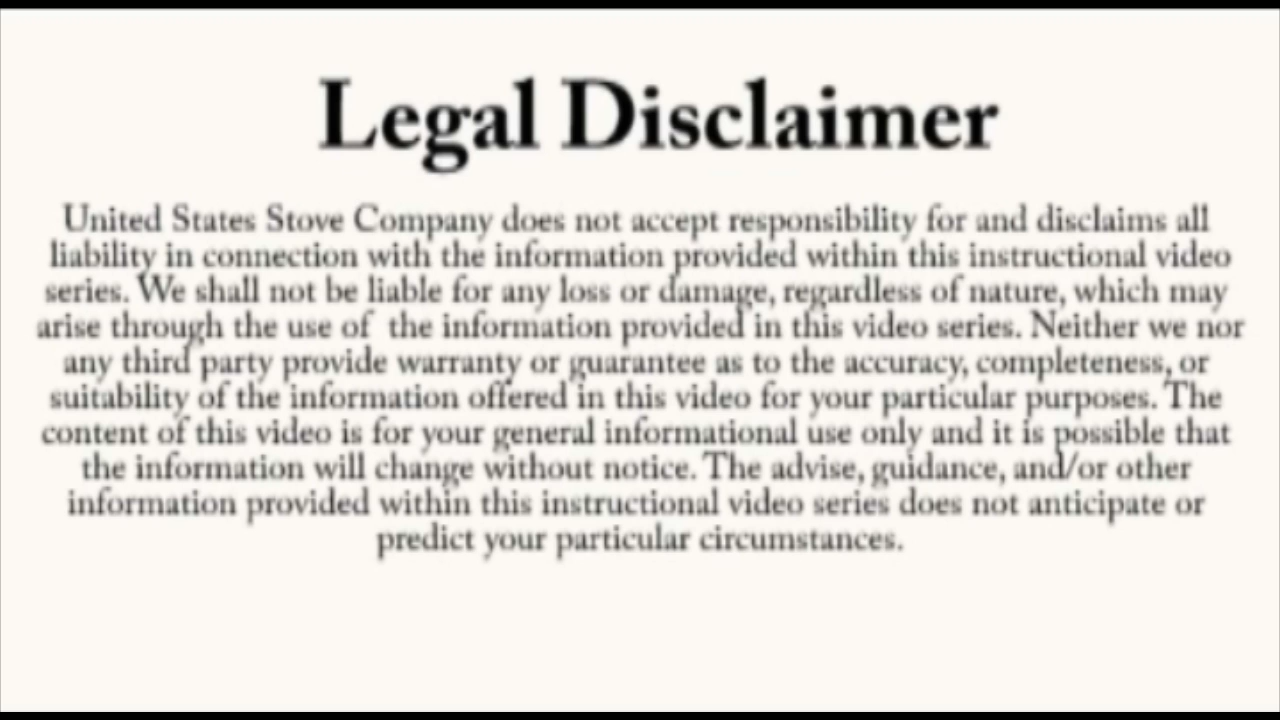 Legal Disclaimer
United States Stove Company does not accept responsibility for and disclaims all
liability in connection with the information provided within this instructional video
series. We shall not be liable for any loss or damage, regardless of nature, which may
arise through the use of  the information provided in this video series. Neither we nor
any third party provide warranty or guarantee as to the accuracy, completeness, or
suitability of the information offered in this video for your particular purposes. The
content of this video is for your general informational use only and it is possible that
the information will change without notice. The advise, guidance, and/or other
information provided within this instructional video series does not anticipate or
predict your particular circumstances.